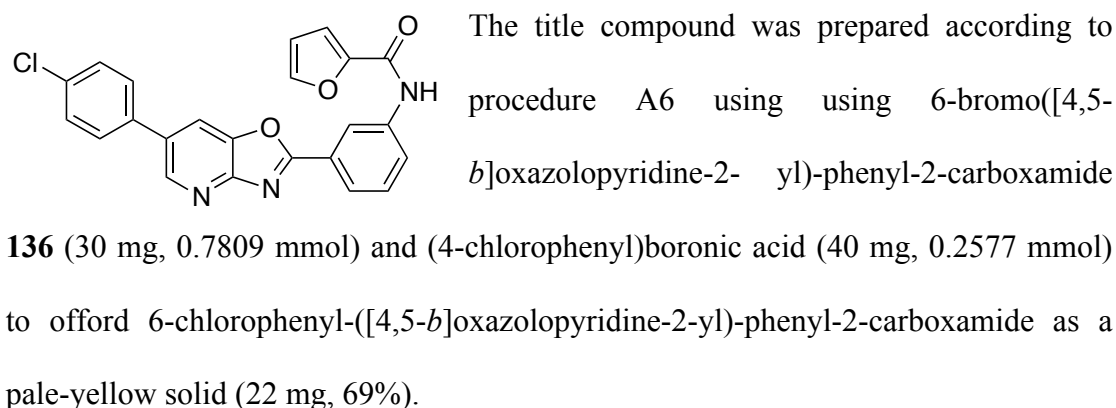 The title compound was prepared according to
procedure A6 using using 6-bromo([4,5-
b]oxazolopyridine-2- yl)-phenyl-2-carboxamide
136 (30 mg, 0.7809 mmol) and (4-chlorophenyl)boronic acid (40 mg, 0.2577 mmol)
to offord 6-chlorophenyl-([4,5-b]oxazolopyridine-2-yl)-phenyl-2-carboxamide as a
pale-yellow solid (22 mg, 69%).
Cl
O
O
NH
O
N
N